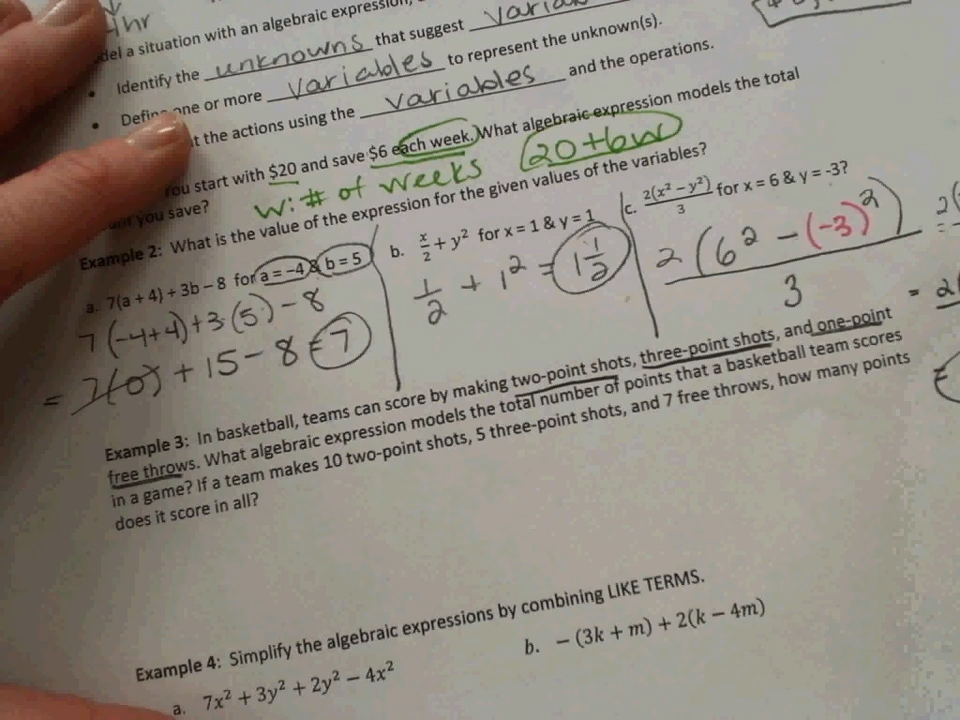 hr
del a situation with an algebraic expression,
• Identify the unknowns that suggest
• Define one or more variables to represent the unknown(s).
the actions using the variables and the operations.
You start with $20 and save $6 each week. What algebraic expression models the total
you save?
w: # of weeks 20+6w
Example 2: What is the value of the expression for the given values of the variables?
a. 7(a + 4) + 3b – 8 for a = –4 & b = 5
7(-4+4)+3(5)-8
= 7(0) + 15 - 8 = 7
b. x/2 + y² for x = 1 & y = 1
1/2 + 1² = 1 1/2
c. 2(x² – y²)/3 for x = 6 & y = -3?
2(6² - (-3)²)
3
Example 3: In basketball, teams can score by making two-point shots, three-point shots, and one-point
free throws. What algebraic expression models the total number of points that a basketball team scores
in a game? If a team makes 10 two-point shots, 5 three-point shots, and 7 free throws, how many points
does it score in all?
Example 4: Simplify the algebraic expressions by combining LIKE TERMS.
a. 7x² + 3y² + 2y² – 4x²
b. – (3k + m) + 2(k – 4m)